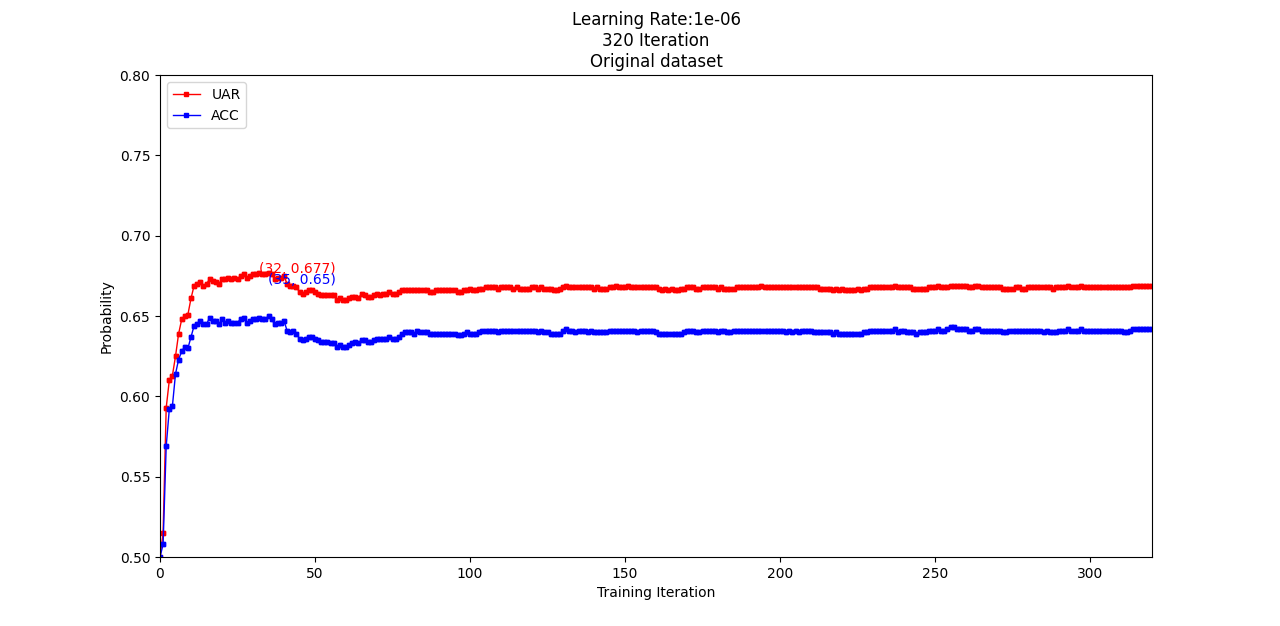 Learning Rate:1e-06
320 Iteration
Original dataset
0.80
UAR
ACC
0.75
0.70
(32, 0.677)
(35, 0.65)
0.65
Probability
0.60
0.55
0.50
0 50 100 150 200 250 300
Training Iteration